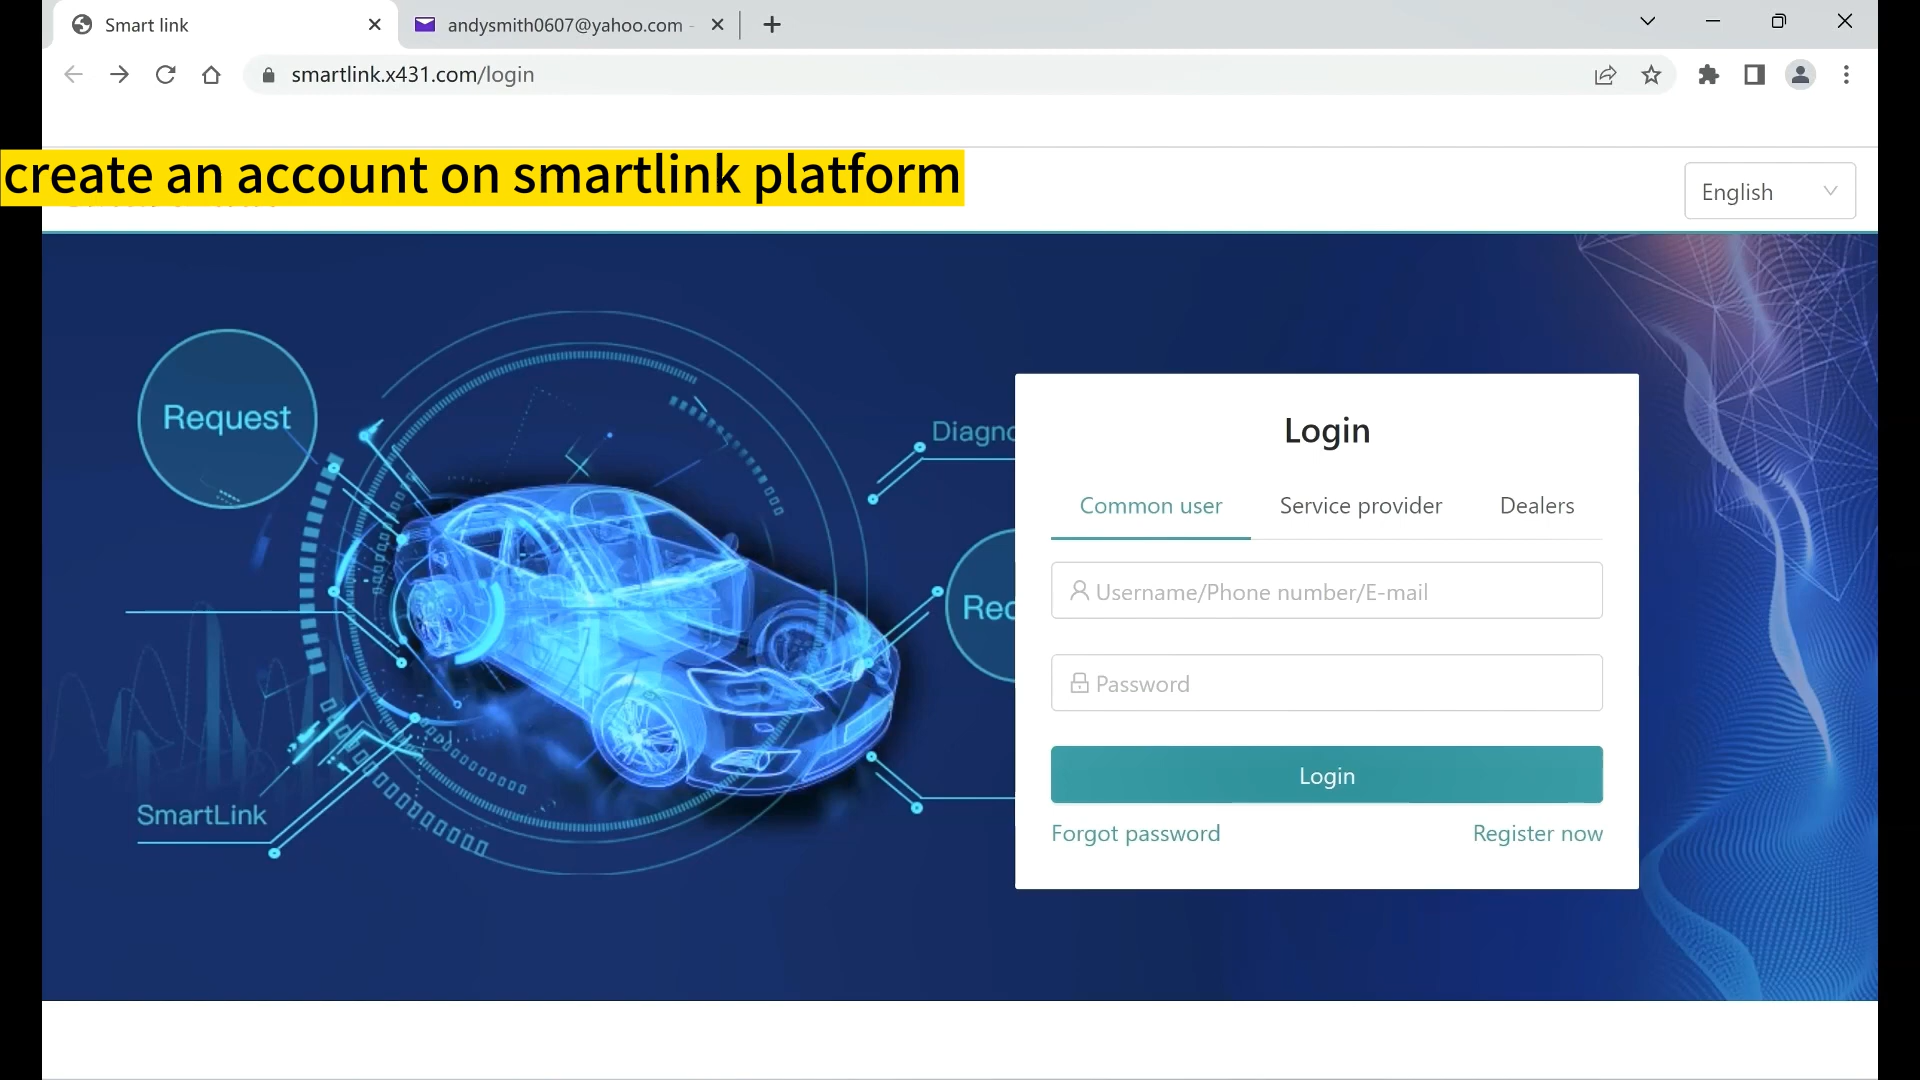 Smart link
andysmith0607@yahoo.com -
smartlink.x431.com/login
create an account on smartlink platform
English
Request
Diagno
Login
Common user
Service provider
Dealers
Username/Phone number/E-mail
Rec
Password
Login
SmartLink
Forgot password
Register now